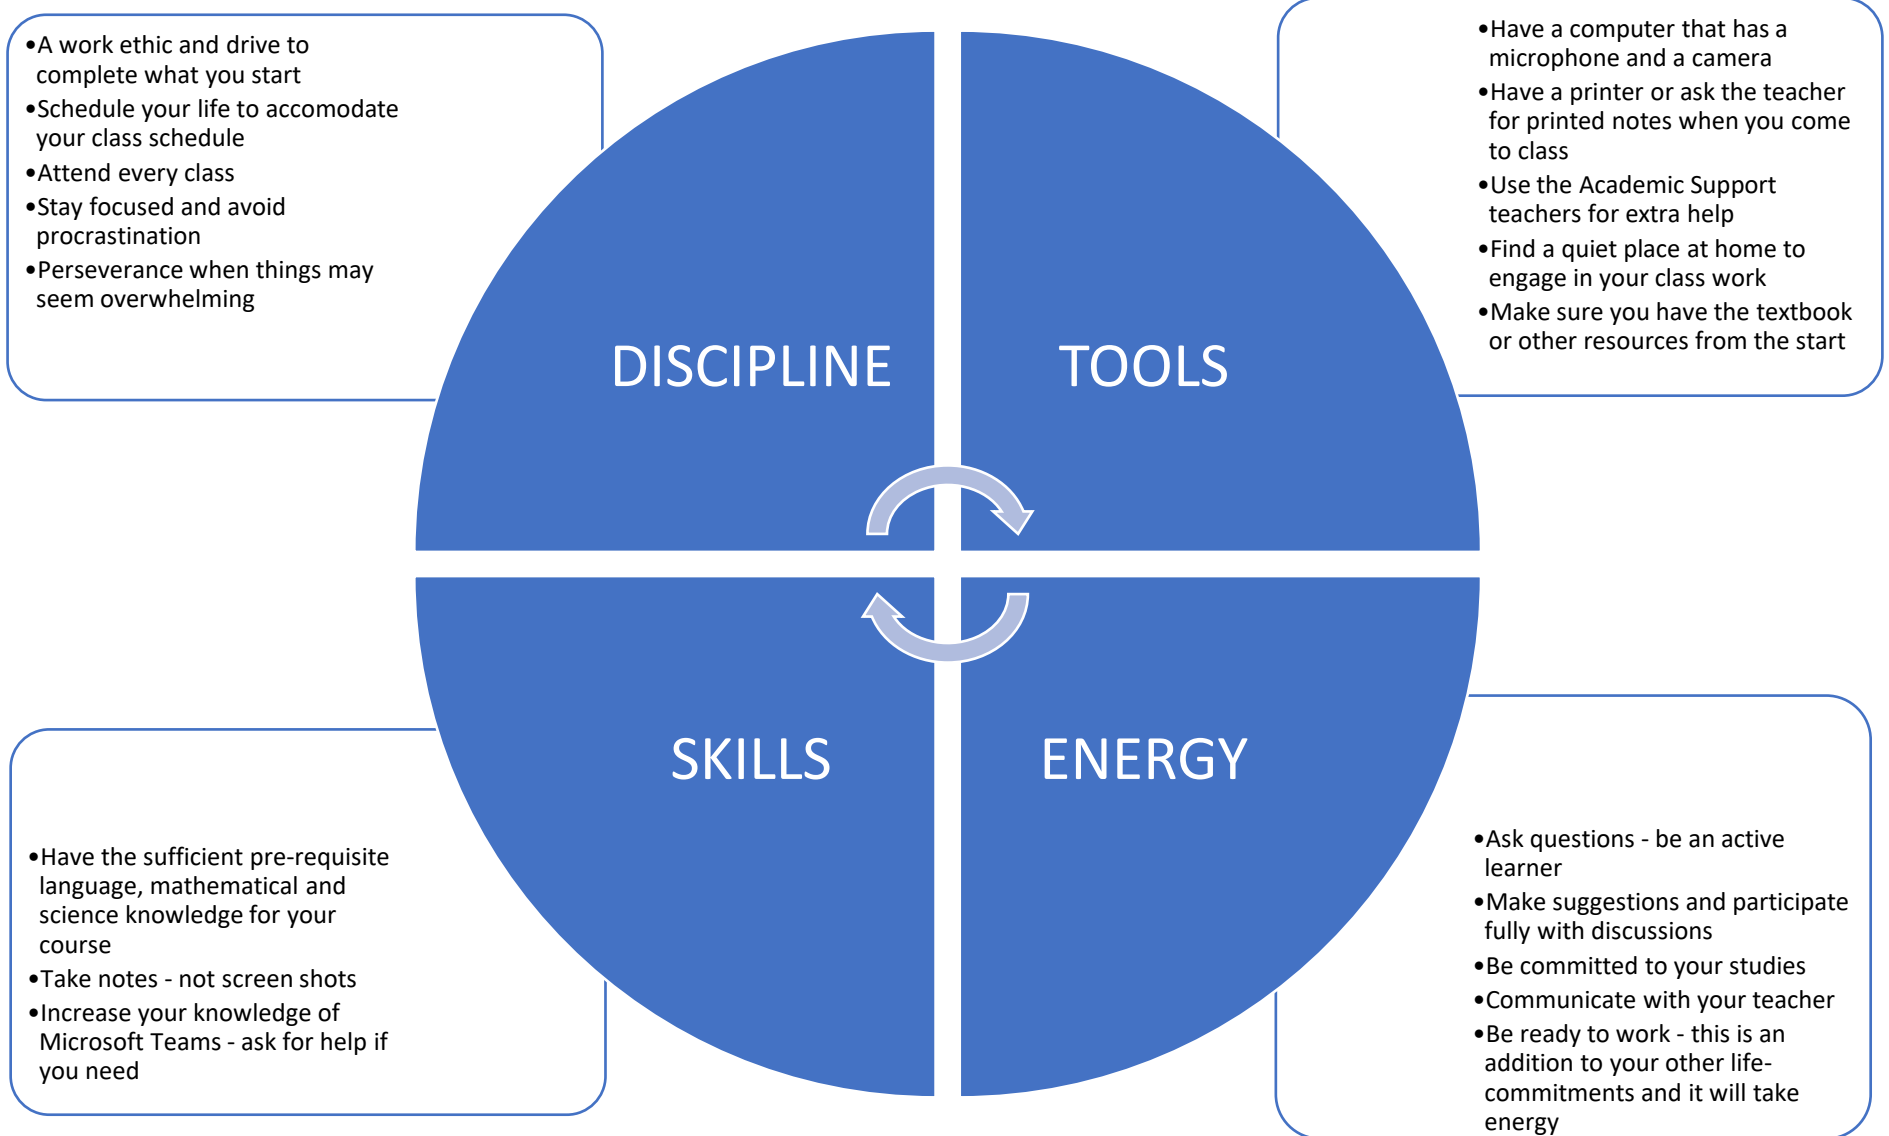 •A work ethic and drive to
complete what you start
•Schedule your life to accomodate
your class schedule
•Attend every class
•Stay focused and avoid
procrastination
•Perseverance when things may
seem overwhelming
DISCIPLINE
•Have a computer that has a
microphone and a camera
•Have a printer or ask the teacher
for printed notes when you come
to class
•Use the Academic Support
teachers for extra help
•Find a quiet place at home to
engage in your class work
•Make sure you have the textbook
or other resources from the start
TOOLS
•Have the sufficient pre-requisite
language, mathematical and
science knowledge for your
course
•Take notes - not screen shots
•Increase your knowledge of
Microsoft Teams - ask for help if
you need
SKILLS
ENERGY
•Ask questions - be an active
learner
•Make suggestions and participate
fully with discussions
•Be committed to your studies
•Communicate with your teacher
•Be ready to work - this is an
addition to your other life-
commitments and it will take
energy